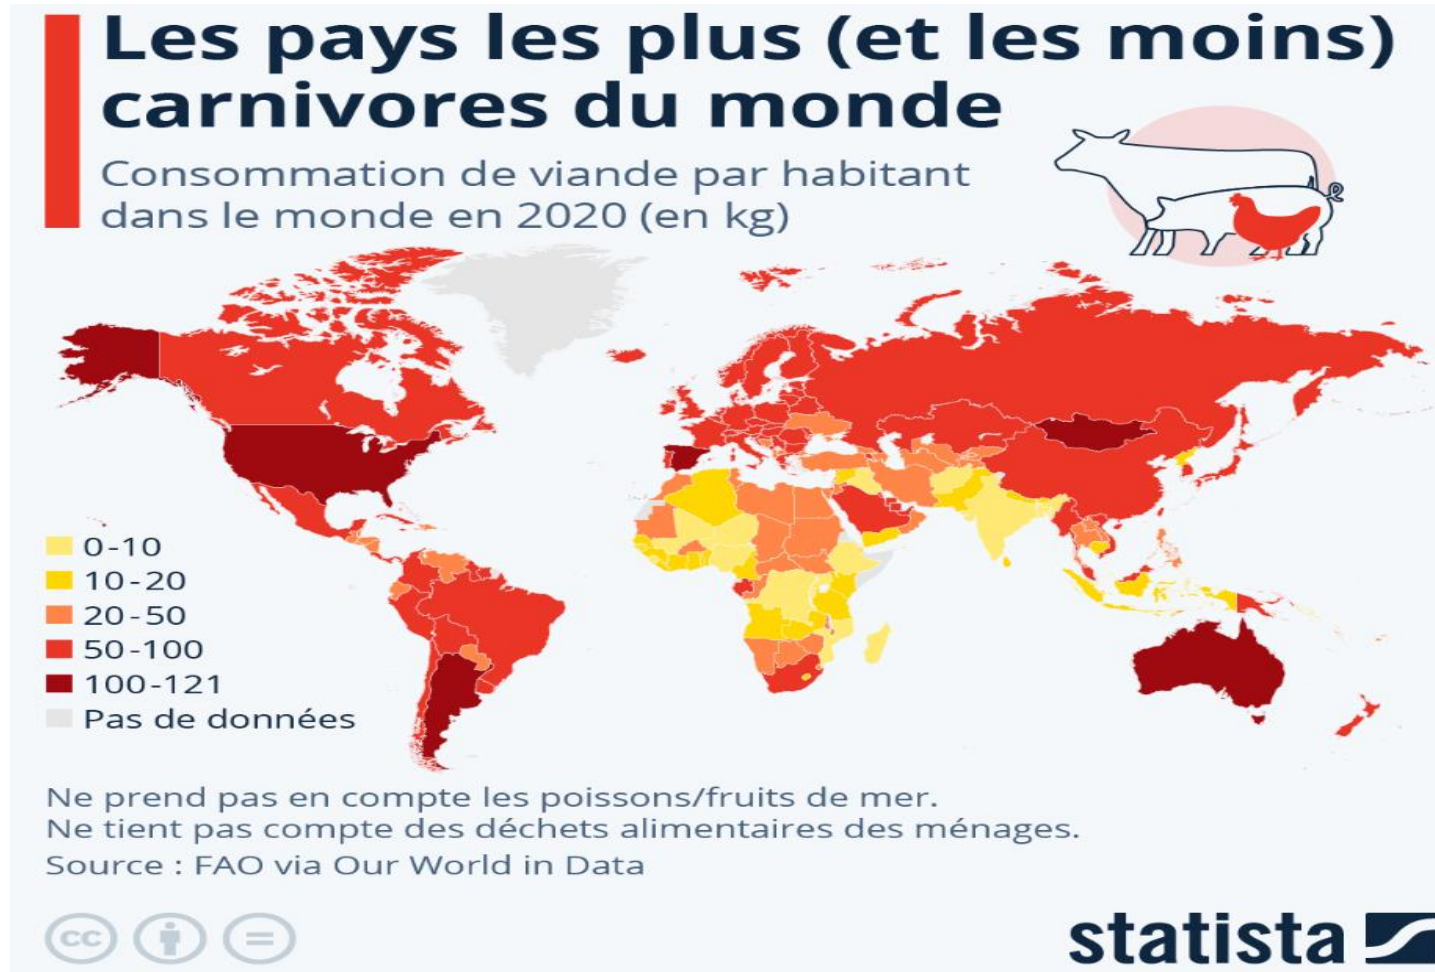 Les pays les plus (et les moins)
carnivores du monde
Consommation de viande par habitant
dans le monde en 2020 (en kg)
0-10
10-20
20-50
50-100
100-121
Pas de données
Ne prend pas en compte les poissons/fruits de mer.
Ne tient pas compte des déchets alimentaires des ménages.
Source : FAO via Our World in Data
cc
statista